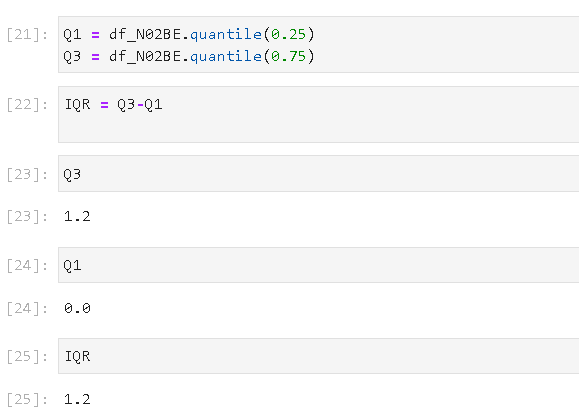 [21]: Q1 = df_N02BE.quantile(0.25)
Q3 = df_N02BE.quantile(0.75)
[22]: IQR = Q3-Q1
[23]: Q3
[23]: 1.2
[24]: Q1
[24]: 0.0
[25]: IQR
[25]: 1.2